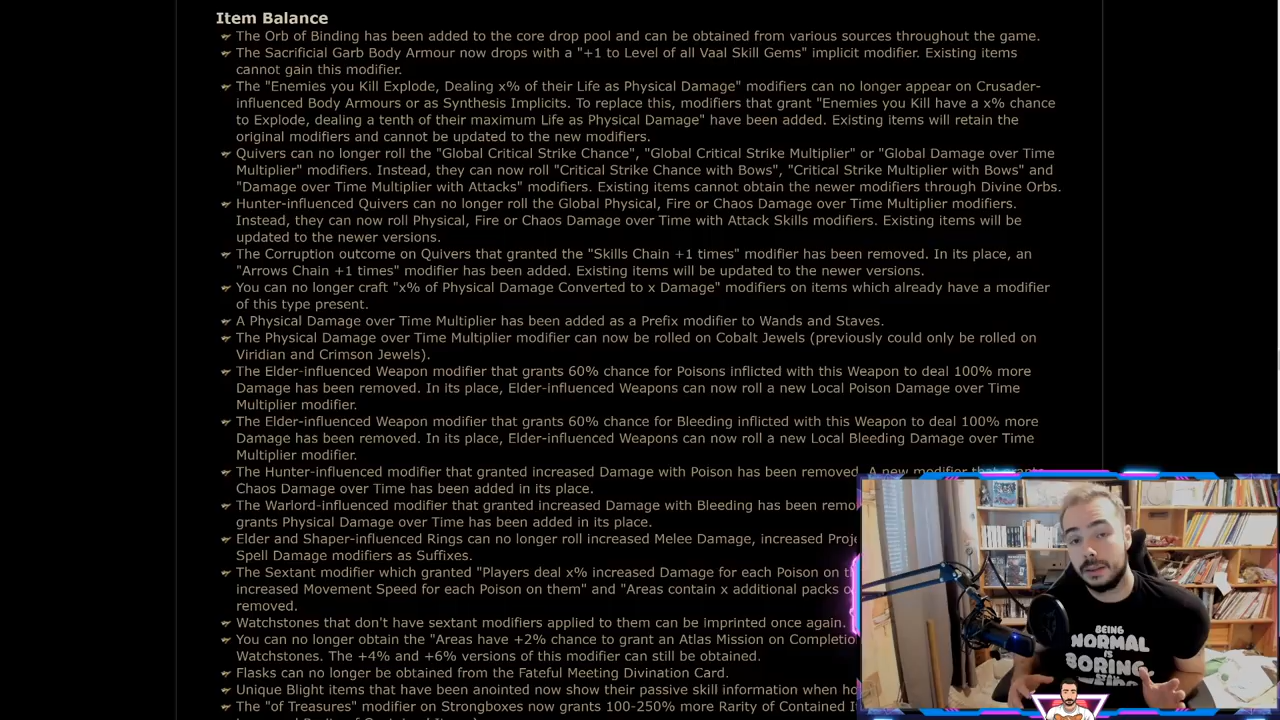 Item Balance
The Orb of Binding has been added to the core drop pool and can be obtained from various sources throughout the game.
The Sacrificial Garb Body Armour now drops with a "+1 to Level of all Vaal Skill Gems" implicit modifier. Existing items
cannot gain this modifier.
The "Enemies you Kill Explode, Dealing x% of their Life as Physical Damage" modifiers can no longer appear on Crusader-
influenced Body Armours or as Synthesis Implicits. To replace this, modifiers that grant "Enemies you Kill have a x% chance
to Explode, dealing a tenth of their maximum Life as Physical Damage" have been added. Existing items will retain the
original modifiers and cannot be updated to the new modifiers.
Quivers can no longer roll the "Global Critical Strike Chance", "Global Critical Strike Multiplier" or "Global Damage over Time
Multiplier" modifiers. Instead, they can now roll "Critical Strike Chance with Bows", "Critical Strike Multiplier with Bows" and
"Damage over Time Multiplier with Attacks" modifiers. Existing items cannot obtain the newer modifiers through Divine Orbs.
Hunter-influenced Quivers can no longer roll the Global Physical, Fire or Chaos Damage over Time Multiplier modifiers.
Instead, they can now roll Physical, Fire or Chaos Damage over Time with Attack Skills modifiers. Existing items will be
updated to the newer versions.
The Corruption outcome on Quivers that granted the "Skills Chain +1 times" modifier has been removed. In its place, an
"Arrows Chain +1 times" modifier has been added. Existing items will be updated to the newer versions.
You can no longer craft "x% of Physical Damage Converted to x Damage" modifiers on items which already have a modifier
of this type present.
A Physical Damage over Time Multiplier has been added as a Prefix modifier to Wands and Staves.
The Physical Damage over Time Multiplier modifier can now be rolled on Cobalt Jewels (previously could only be rolled on
Viridian and Crimson Jewels).
The Elder-influenced Weapon modifier that grants 60% chance for Poisons inflicted with this Weapon to deal 100% more
Damage has been removed. In its place, Elder-influenced Weapons can now roll a new Local Poison Damage over Time
Multiplier modifier.
The Elder-influenced Weapon modifier that grants 60% chance for Bleeding inflicted with this Weapon to deal 100% more
Damage has been removed. In its place, Elder-influenced Weapons can now roll a new Local Bleeding Damage over Time
Multiplier modifier.
The Hunter-influenced modifier that granted increased Damage with Poison has been removed. A new modifier that grants
Chaos Damage over Time has been added in its place.
The Warlord-influenced modifier that granted increased Damage with Bleeding has been remo
grants Physical Damage over Time has been added in its place.
Elder and Shaper-influenced Rings can no longer roll increased Melee Damage, increased Proje
Spell Damage modifiers as Suffixes.
The Sextant modifier which granted "Players deal x% increased Damage for each Poison on t
increased Movement Speed for each Poison on them" and "Areas contain x additional packs o
removed.
Watchstones that don't have sextant modifiers applied to them can be imprinted once again.
You can no longer obtain the "Areas have +2% chance to grant an Atlas Mission on Completio
Watchstones. The +4% and +6% versions of this modifier can still be obtained.
Flasks can no longer be obtained from the Fateful Meeting Divination Card.
Unique Blight items that have been anointed now show their passive skill information when ho
The "of Treasures" modifier on Strongboxes now grants 100-250% more Rarity of Contained It
BEING
NORMAL
IS
BORING